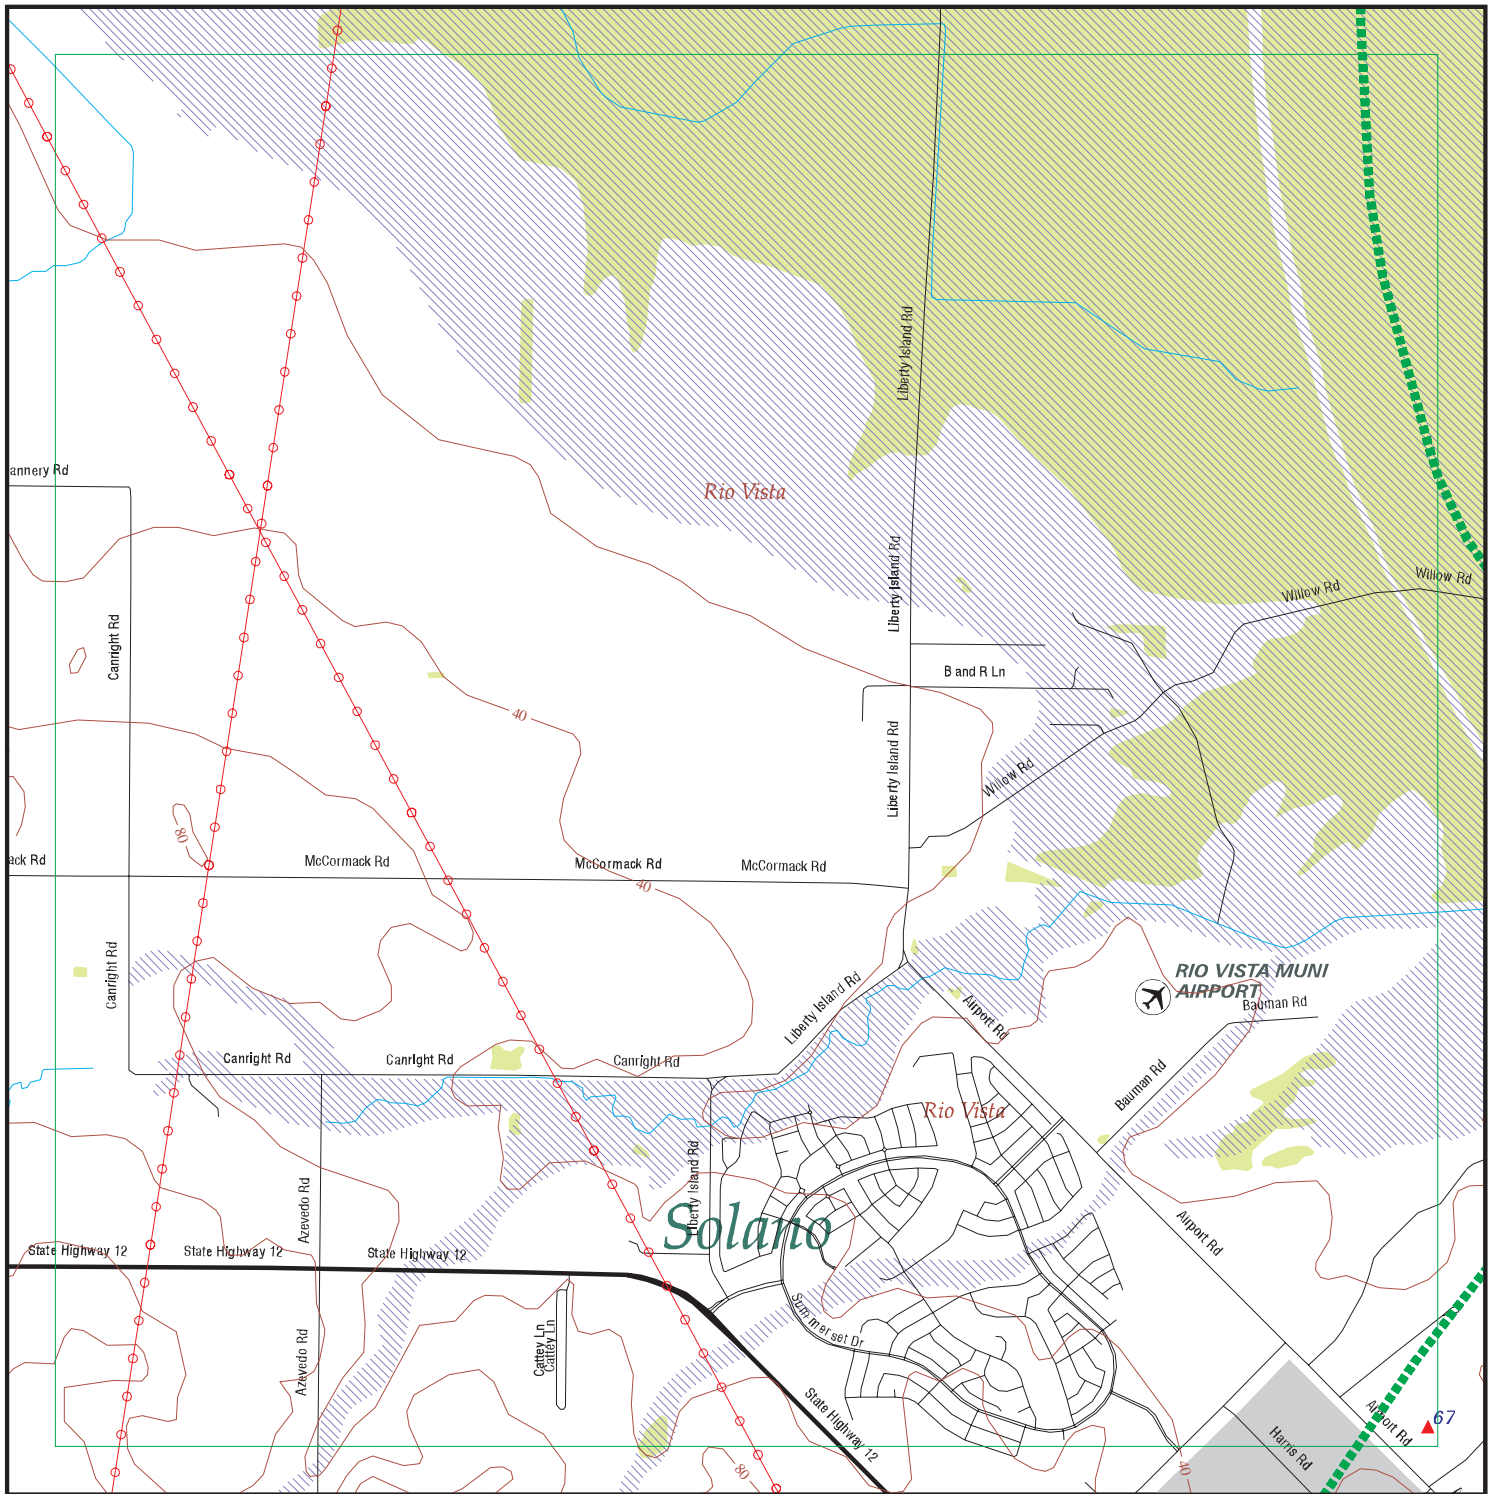 Liberty Island Rd
annery Rd
Rio Vista
Liberty Island Rd
Willow Rd
Willow Rd
Canright Rd
B and R Ln
40
Liberty Island Rd
Willow Rd
80
ack Rd
McCormack Rd
McCormack Rd
McCormack Rd
40
Canright Rd
RIO VISTA MUNI
AIRPORT
Bauman Rd
Liberty Island Rd
Airport Rd
Canright Rd
Canright Rd
Canright Rd
Bauman Rd
Rio Vista
Liberty Island Rd
Azevedo Rd
Solano
Airport Rd
State Highway 12
State Highway 12
State Highway 12
Summerset Dr
Cattey Ln
Cattey Ln
Azevedo Rd
State Highway 12
Airport Rd
67
Harris Rd
80
40